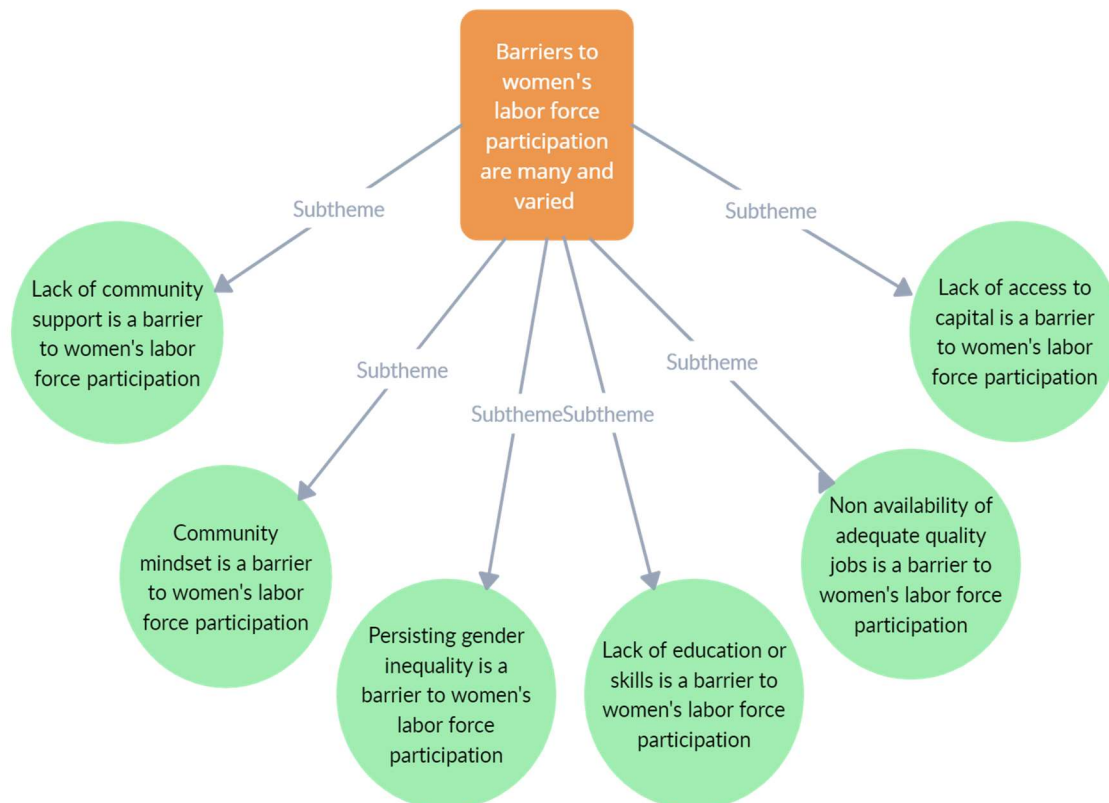 Barriers to
women's
labor force
participation
are many and
varied
Subtheme
Subtheme
Subtheme
Subtheme
Subtheme
Subtheme
Lack of community
support is a barrier
to women's labor
force participation
Community
mindset is a barrier
to women's labor
force participation
Persisting gender
inequality is a
barrier to women's
labor force
participation
Lack of education or
skills is a barrier to
women's labor force
participation
Non availability of
adequate quality
jobs is a barrier to
women's labor force
participation
Lack of access to
capital is a barrier
to women's labor
force participation